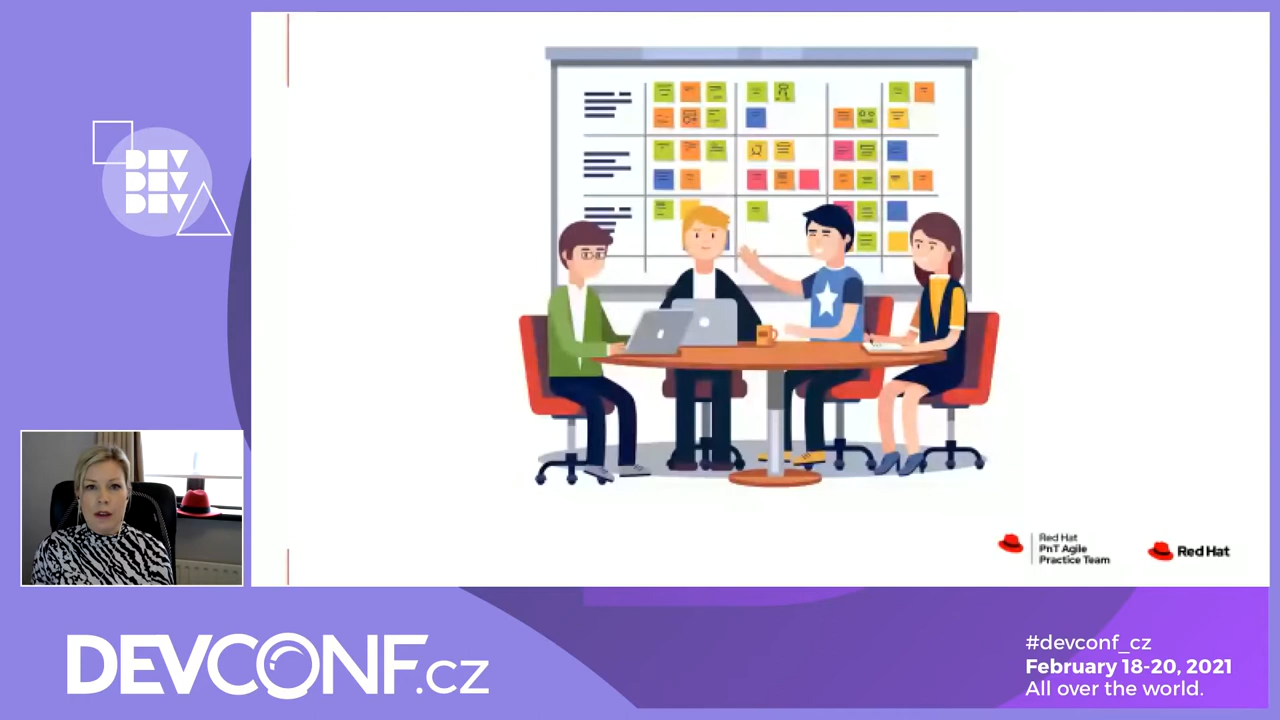 DEV
DEV
DEV
Red Hat
PnT Agile
Practice Team
Red Hat
DEVCONF.cz
#devconf_cz
February 18-20, 2021
All over the world.